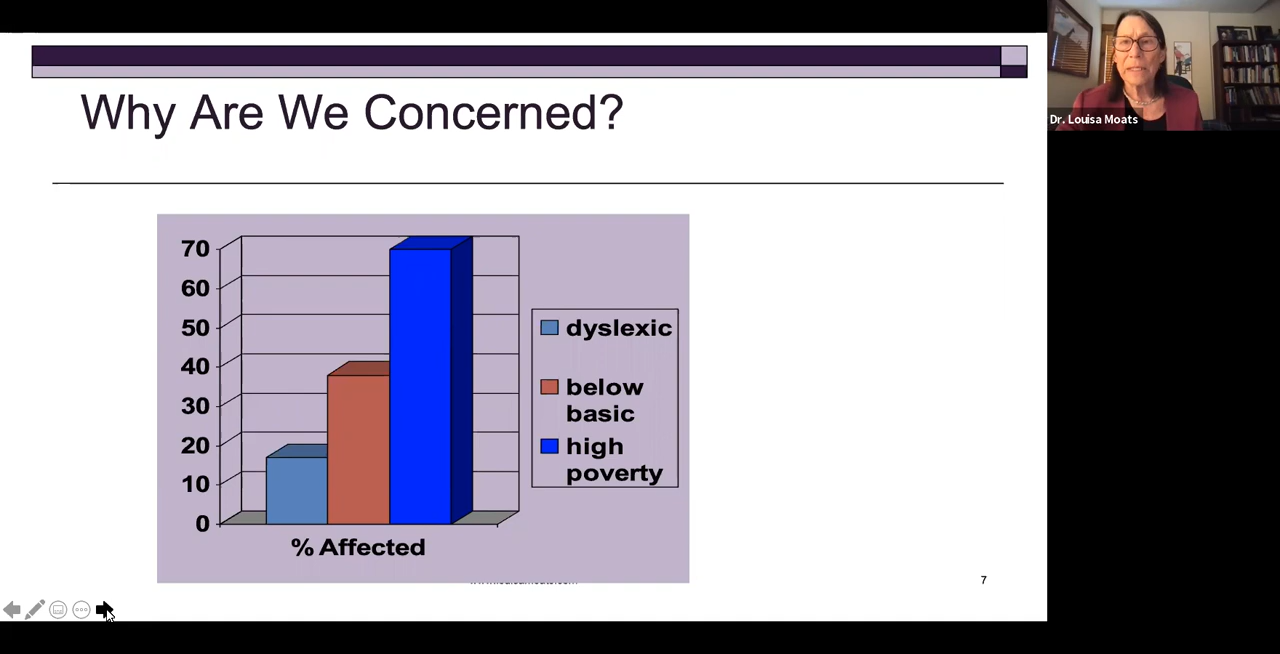 Why Are We Concerned?
Dr. Louisa Moats
70
60
50
40
30
20
10
0
dyslexic
below
basic
high
poverty
% Affected
7